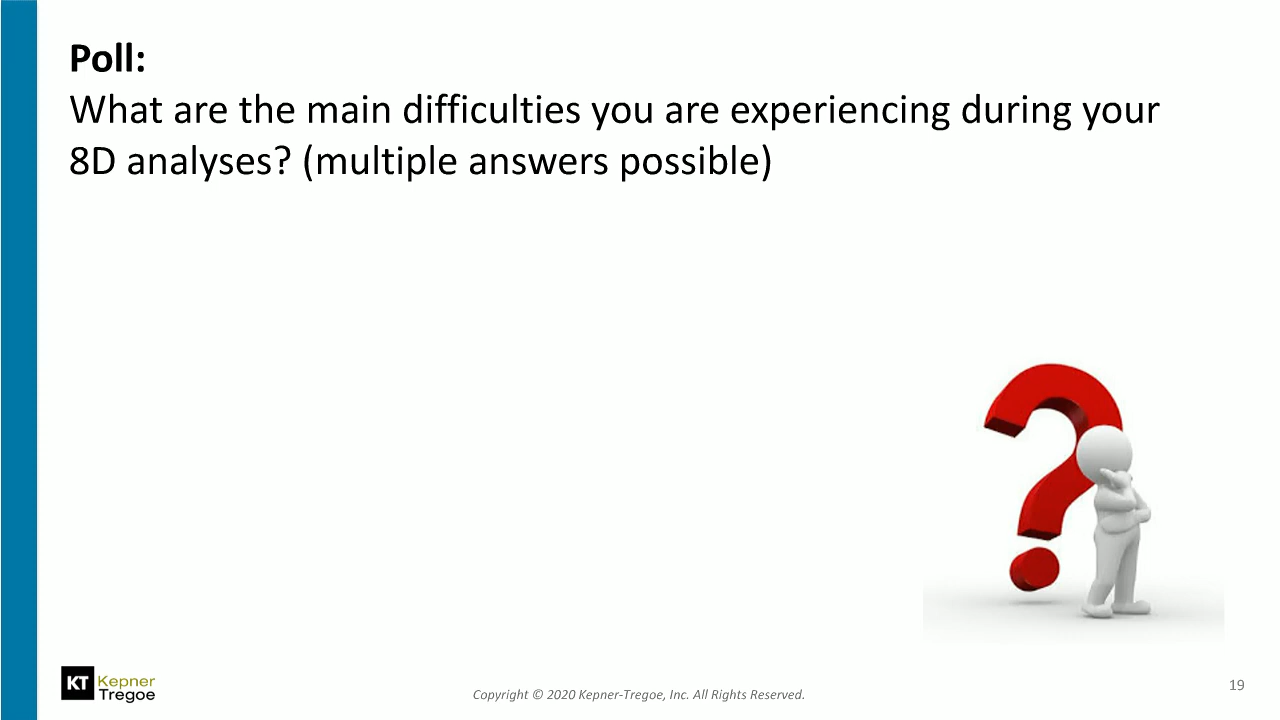 Poll:
What are the main difficulties you are experiencing during your
8D analyses? (multiple answers possible)
KT Kepner
Tregoe
Copyright © 2020 Kepner-Tregoe, Inc. All Rights Reserved.
19